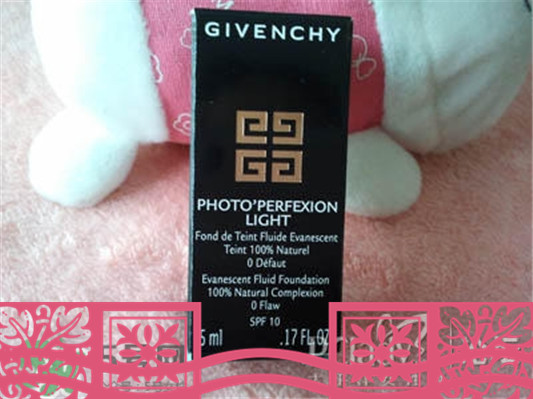 GIVENCHY
PHOTO'PERFEXION
LIGHT
Fond de Teint Fluide Evanescent
Teint 100% Naturel
0 Défaut
Evanescent Fluid Foundation
100% Natural Complexion
0 Flaw
SPF 10
5 ml .17 FL.OZ